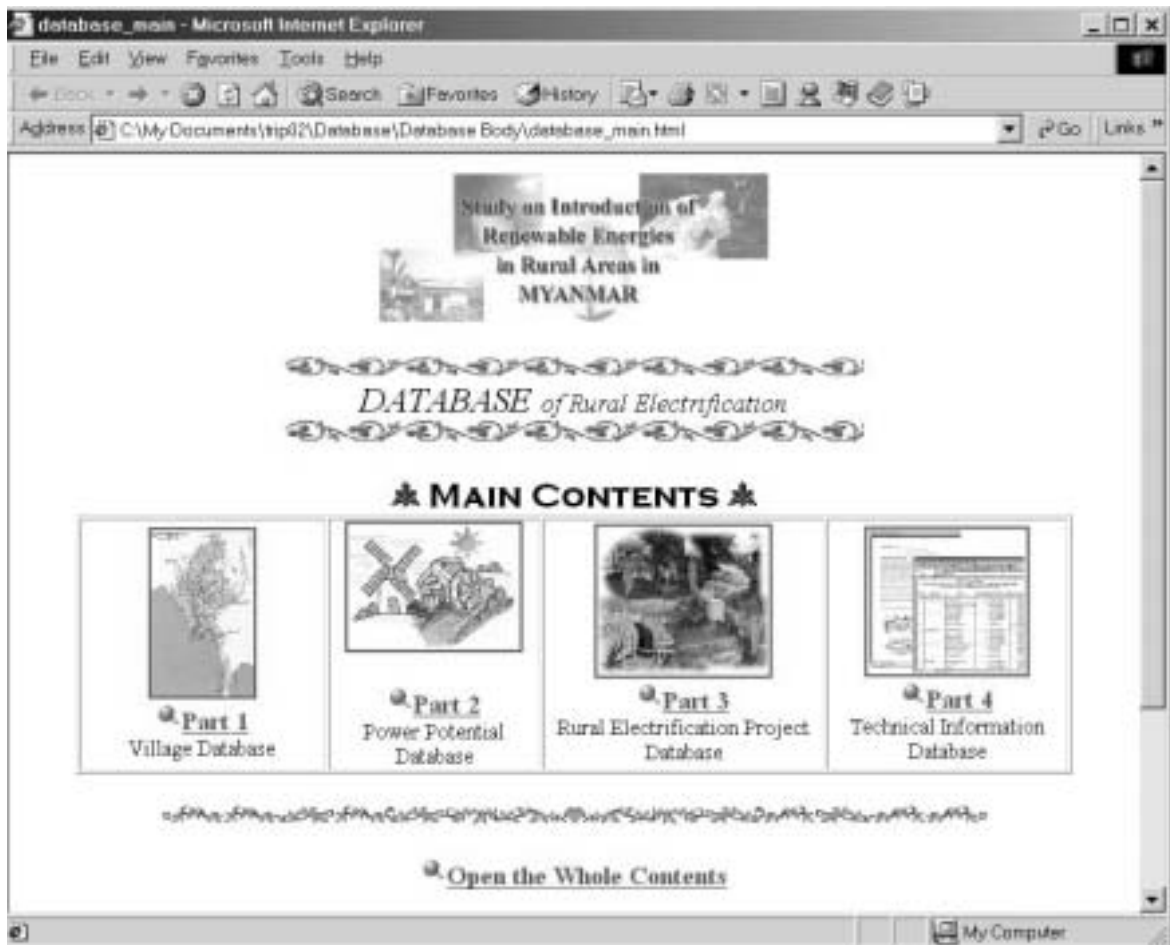 database_main - Microsoft Internet Explorer
File Edit View Favorites Tools Help
Back Search Favorites History
Address C:\My Documents\trip02\Database\Database Body\database_main.html Go Links »
Study on Introduction of
Renewable Energies
in Rural Areas in
MYANMAR
DATABASE of Rural Electrification
MAIN CONTENTS
Part 1
Village Database
Part 2
Power Potential
Database
Part 3
Rural Electrification Project
Database
Part 4
Technical Information
Database
Open the Whole Contents
My Computer